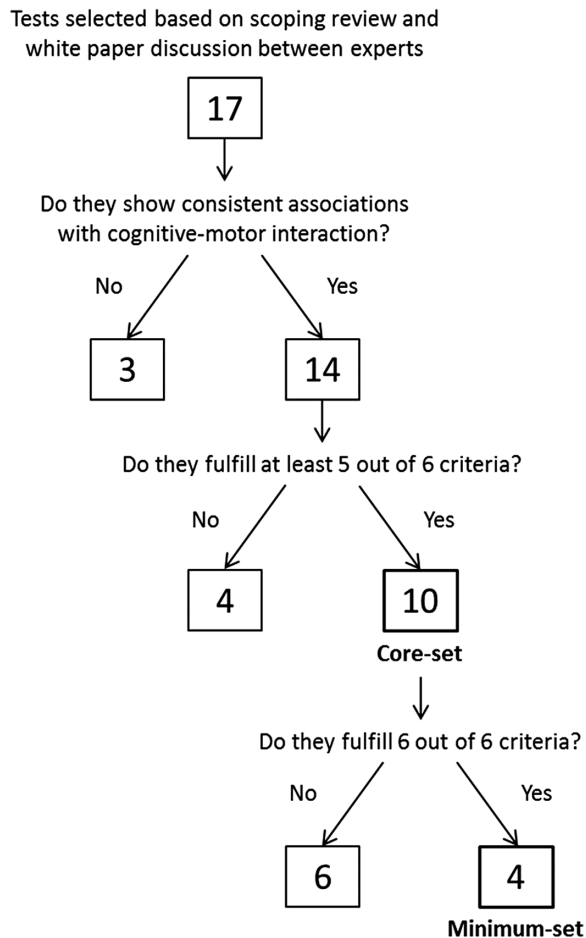 Tests selected based on scoping review and
white paper discussion between experts
17
Do they show consistent associations
with cognitive-motor interaction?
No
Yes
3
14
Do they fulfill at least 5 out of 6 criteria?
No
Yes
4
10
Core-set
Do they fulfill 6 out of 6 criteria?
No
Yes
6
4
Minimum-set